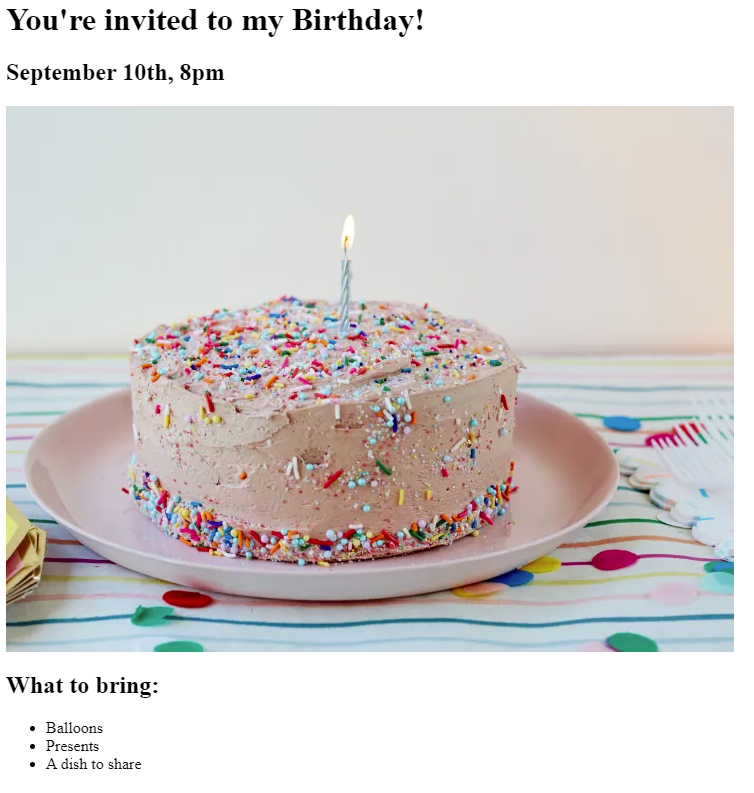 You're invited to my Birthday!
September 10th, 8pm
What to bring:
Balloons
Presents
A dish to share